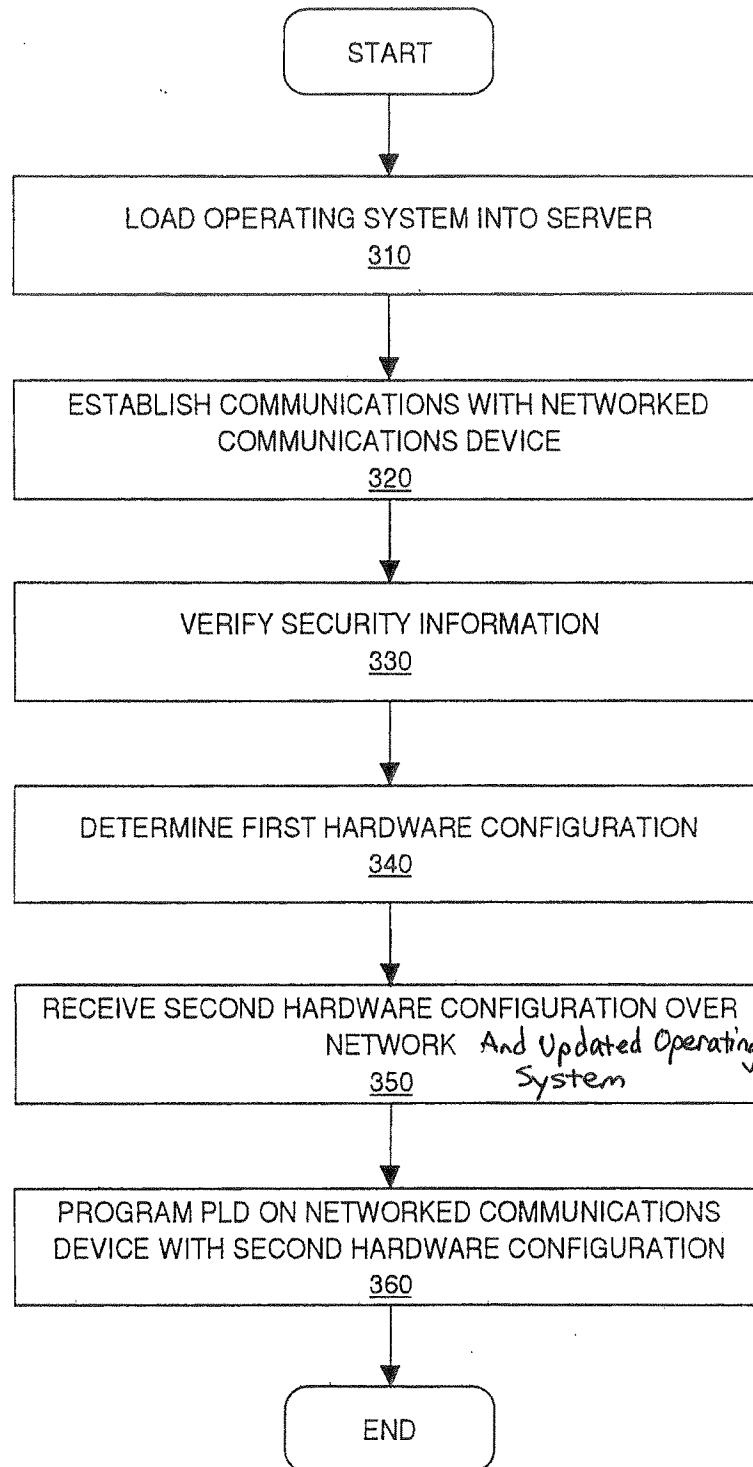 START
LOAD OPERATING SYSTEM INTO SERVER
310
ESTABLISH COMMUNICATIONS WITH NETWORKED
COMMUNICATIONS DEVICE
320
VERIFY SECURITY INFORMATION
330
DETERMINE FIRST HARDWARE CONFIGURATION
340
RECEIVE SECOND HARDWARE CONFIGURATION OVER
NETWORK And Updated Operating
System
350
PROGRAM PLD ON NETWORKED COMMUNICATIONS
DEVICE WITH SECOND HARDWARE CONFIGURATION
360
END